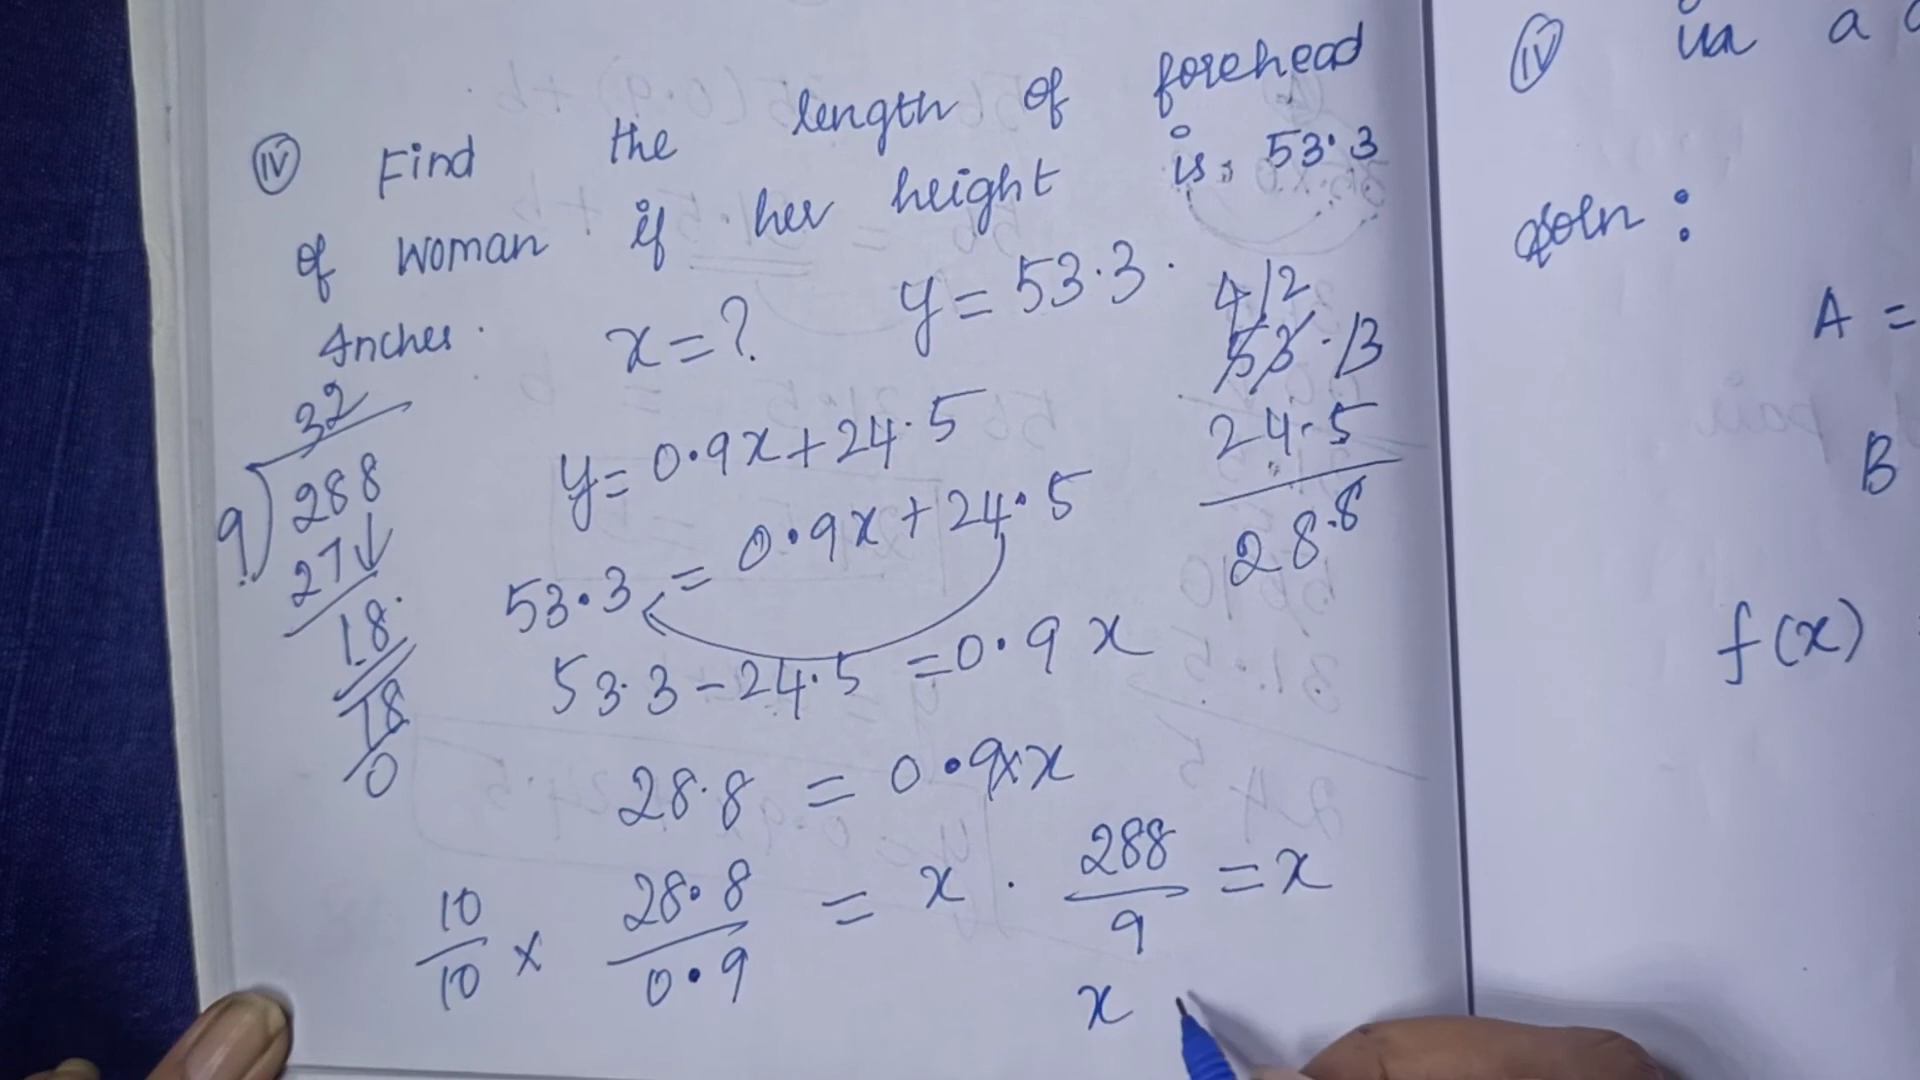 (iv) Find the length of forehead
of woman if her height is 53.3
Inches.
x = ? y = 53.3.
y = 0.9x + 24.5
53.3 = 0.9x + 24.5
53.3 - 24.5 = 0.9 x
28.8 = 0.9 x x
10/10 × 28.8/0.9 = x . 288/9 = x
x
4 12
53.13
24.5
28.8
32
9)288
27↓
18
18
0
(iv) in a
Soln :
A =
B
f(x)